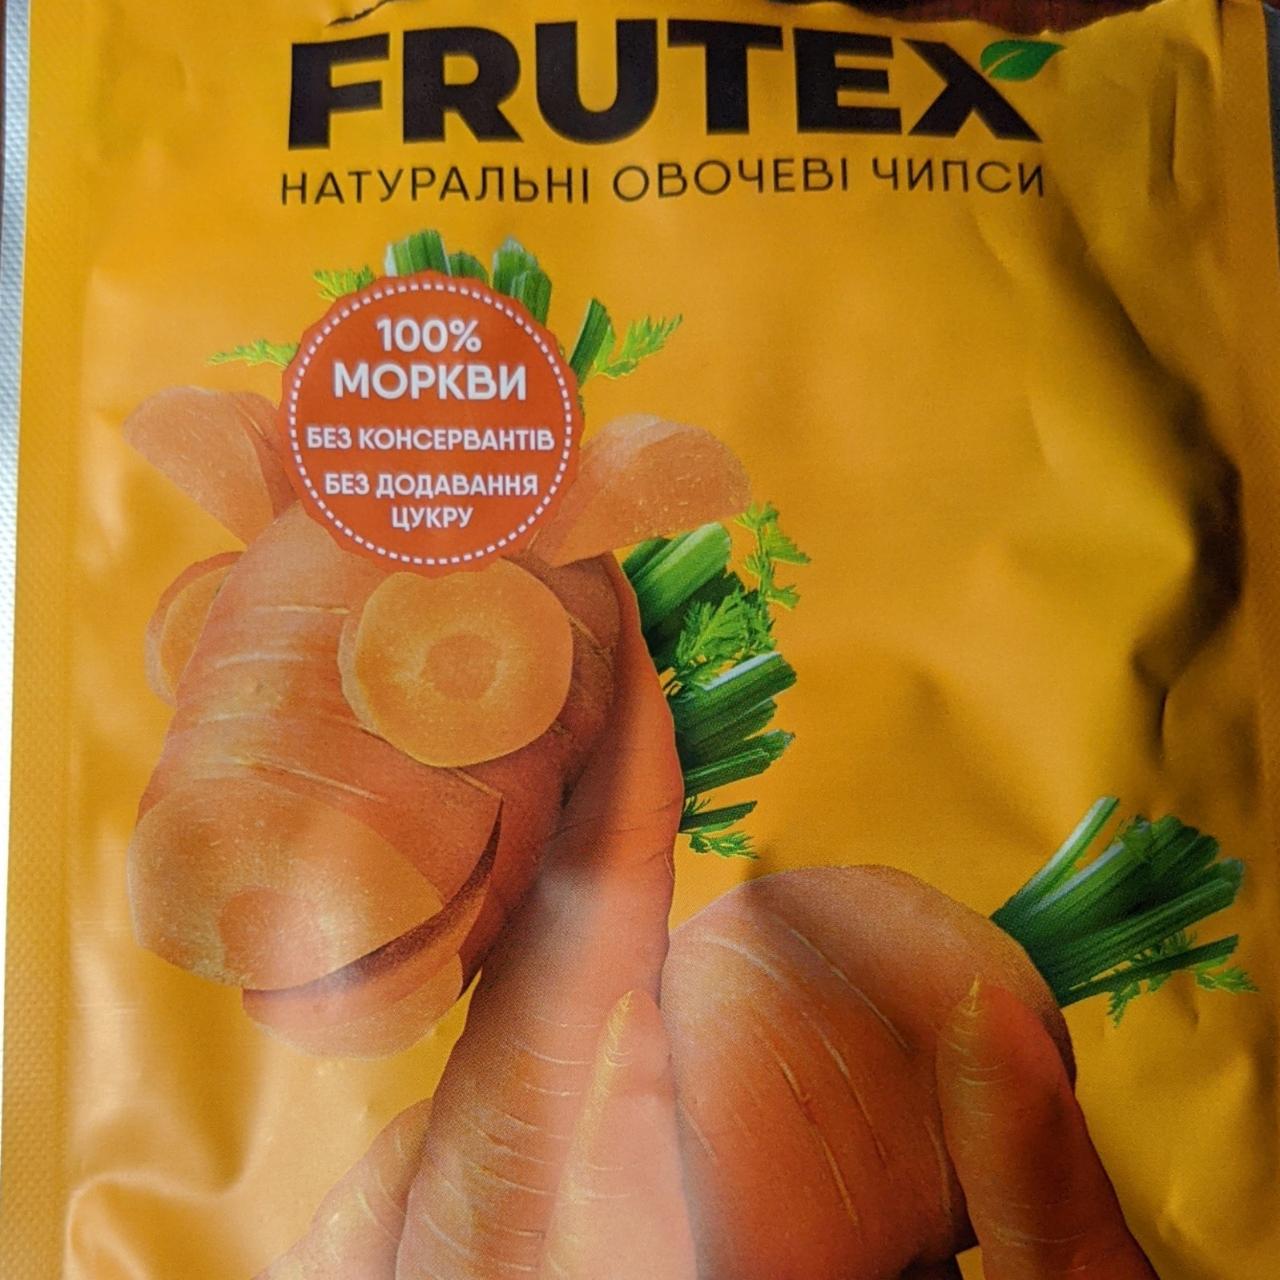 FRUTEX
НАТУРАЛЬНІ ОВОЧЕВІ ЧИПСИ
100%
МОРКВИ
БЕЗ КОНСЕРВАНТІВ
БЕЗ ДОДАВАННЯ
ЦУКРУ